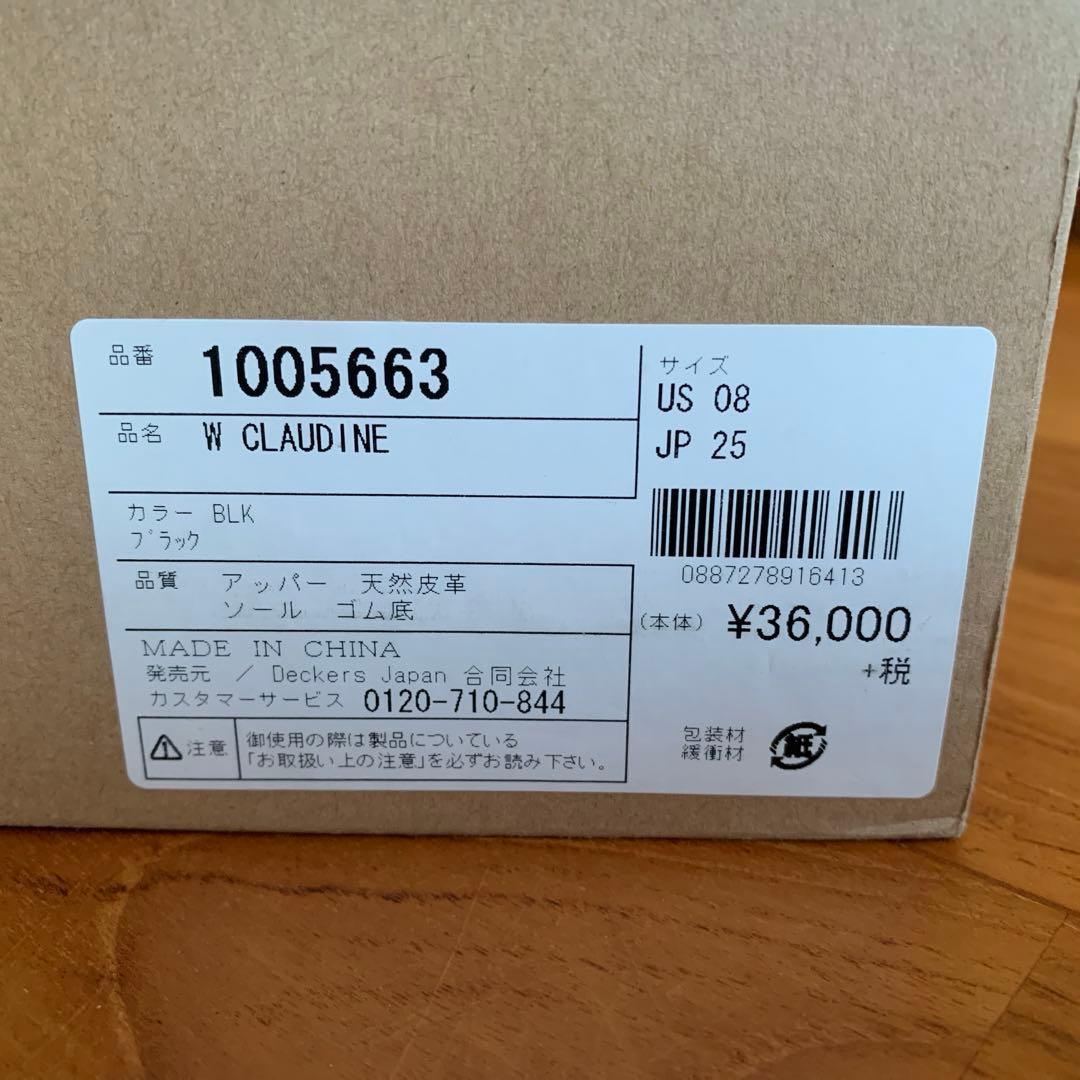 品番 1005663
品名 W CLAUDINE
カラー BLK
ﾌﾞﾗｯｸ
品質 アッパー 天然皮革
ソール ゴム底
MADE IN CHINA
発売元 ／ Deckers Japan 合同会社
カスタマーサービス 0120-710-844
注意 御使用の際は製品についている
「お取扱い上の注意」を必ずお読み下さい。
サイズ
US 08
JP 25
0887278916413
(本体) ¥36,000
+税
包装材
緩衝材
紙